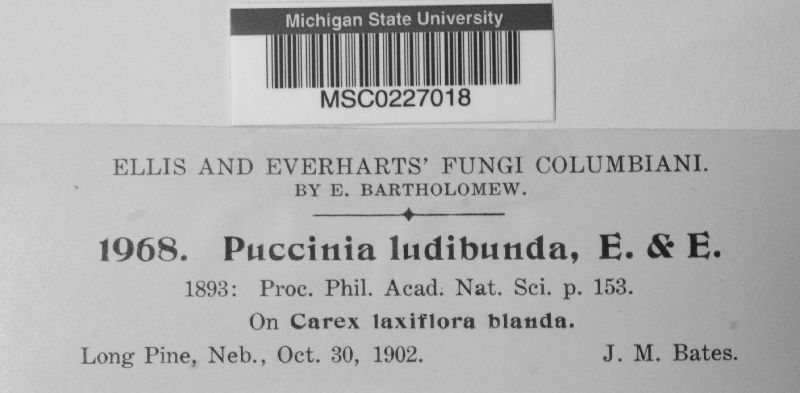 Michigan State University
MSC0227018
ELLIS AND EVERHARTS' FUNGI COLUMBIANI.
BY E. BARTHOLOMEW.
1968. Puccinia ludibunda, E. & E.
1893: Proc. Phil. Acad. Nat. Sci. p. 153.
On Carex laxiflora blanda.
Long Pine, Neb., Oct. 30, 1902. J. M. Bates.